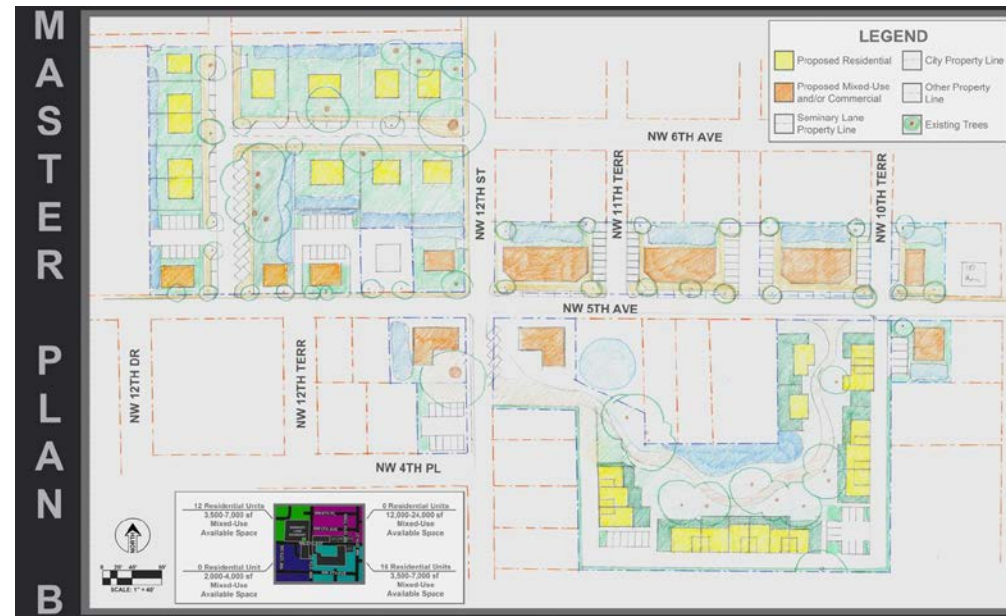 MASTER PLAN B
LEGEND
Proposed Residential
City Property Line
Proposed Mixed-Use
and/or Commercial
Other Property
Line
Seminary Lane
Property Line
Existing Trees
NW 6TH AVE
NW 12TH ST
NW 11TH TERR
NW 10TH TERR
NW 5TH AVE
NW 12TH DR
NW 12TH TERR
NW 4TH PL
12 Residential Units
3,500-7,000 sf
Mixed-Use
Available Space
0 Residential Units
12,000-24,000 sf
Mixed-Use
Available Space
0 Residential Unit
2,000-4,000 sf
Mixed-Use
Available Space
16 Residential Units
3,500-7,000 sf
Mixed-Use
Available Space
NORTH
SCALE: 1" = 40'